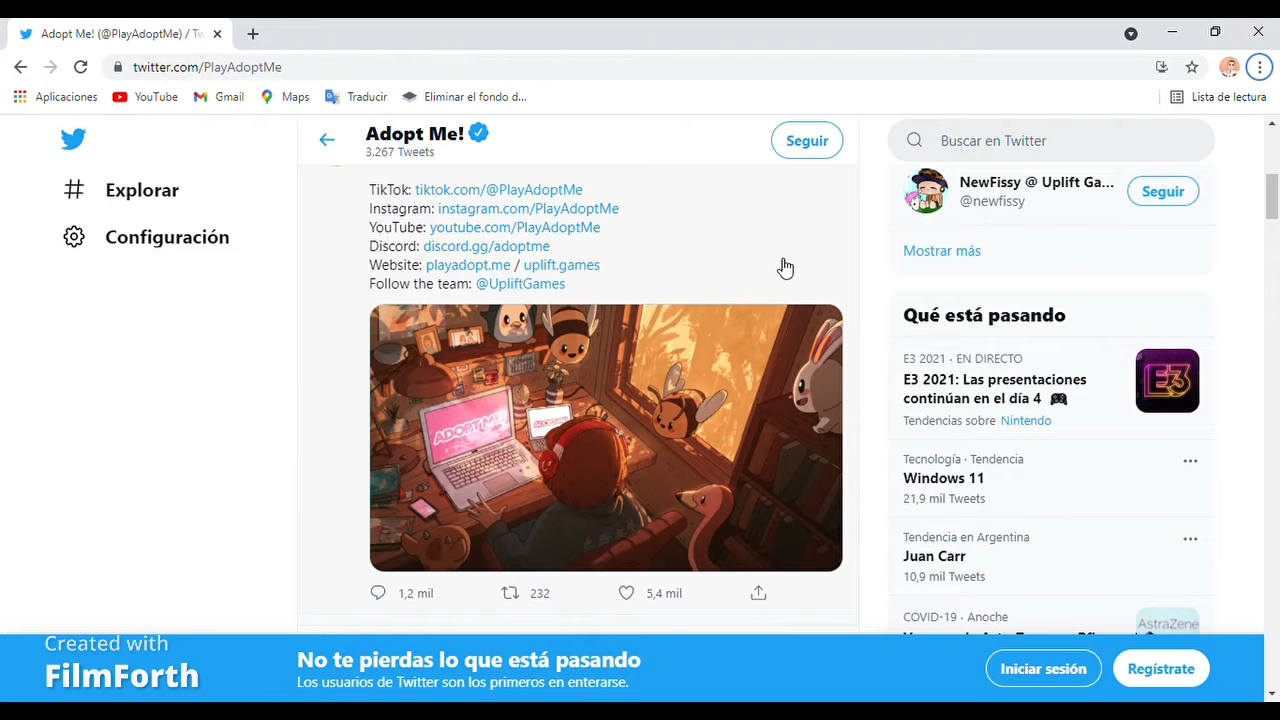 Adopt Me! (@PlayAdoptMe) / Tw
twitter.com/PlayAdoptMe
Aplicaciones
YouTube
Gmail
Maps
Traducir
Eliminar el fondo d...
Lista de lectura
Explorar
Configuración
Adopt Me!
3.267 Tweets
Seguir
TikTok: tiktok.com/@PlayAdoptMe
Instagram: instagram.com/PlayAdoptMe
YouTube: youtube.com/PlayAdoptMe
Discord: discord.gg/adoptme
Website: playadopt.me / uplift.games
Follow the team: @UpliftGames
ADOPT ME!
ADOPT ME!
1,2 mil
232
5,4 mil
Buscar en Twitter
NewFissy @ Uplift Ga...
@newfissy
Seguir
Mostrar más
Qué está pasando
E3 2021 · EN DIRECTO
E3 2021: Las presentaciones
continúan en el día 4
Tendencias sobre Nintendo
E3
Tecnología · Tendencia
Windows 11
21,9 mil Tweets
Tendencia en Argentina
Juan Carr
10,9 mil Tweets
COVID-19 · Anoche
AstraZene
Created with
FilmForth
No te pierdas lo que está pasando
Los usuarios de Twitter son los primeros en enterarse.
Iniciar sesión
Regístrate